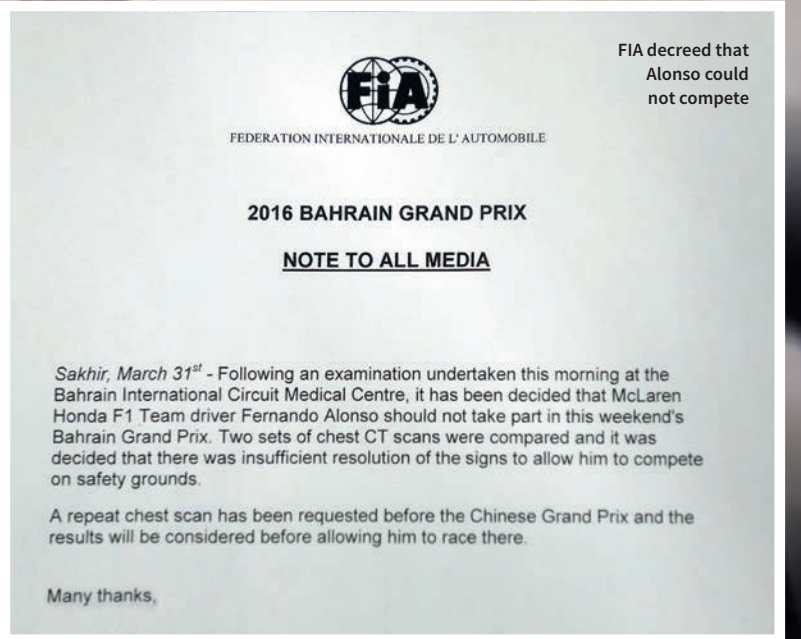 FIA decreed that
Alonso could
not compete
FiA
FEDERATION INTERNATIONALE DE L' AUTOMOBILE
2016 BAHRAIN GRAND PRIX
NOTE TO ALL MEDIA
Sakhir, March 31st - Following an examination undertaken this morning at the
Bahrain International Circuit Medical Centre, it has been decided that McLaren
Honda F1 Team driver Fernando Alonso should not take part in this weekend's
Bahrain Grand Prix. Two sets of chest CT scans were compared and it was
decided that there was insufficient resolution of the signs to allow him to compete
on safety grounds.
A repeat chest scan has been requested before the Chinese Grand Prix and the
results will be considered before allowing him to race there.
Many thanks,